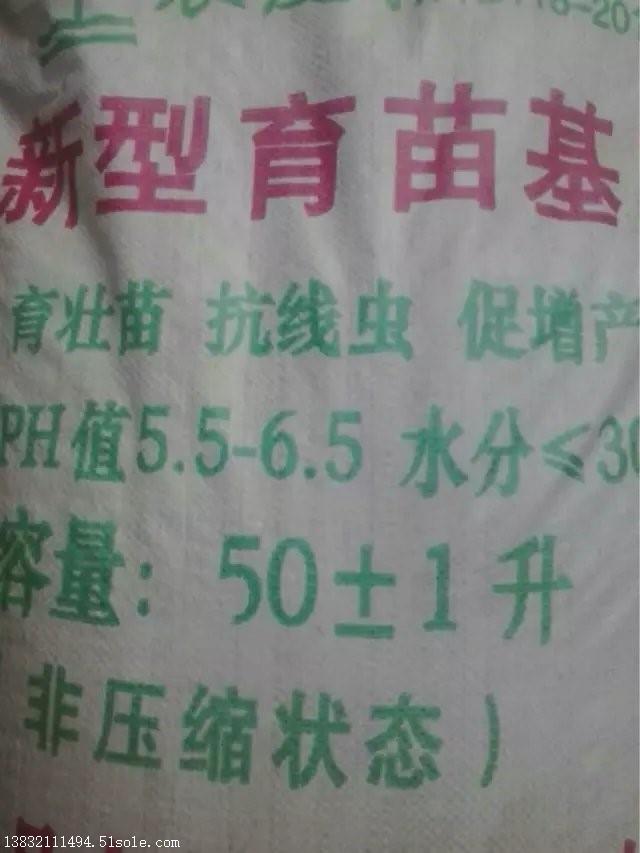 新型育苗基
育壮苗 抗线虫 促增产
PH值5.5-6.5 水分≤30
容量: 50±1升
非压缩状态)
13832111494.51sole.com